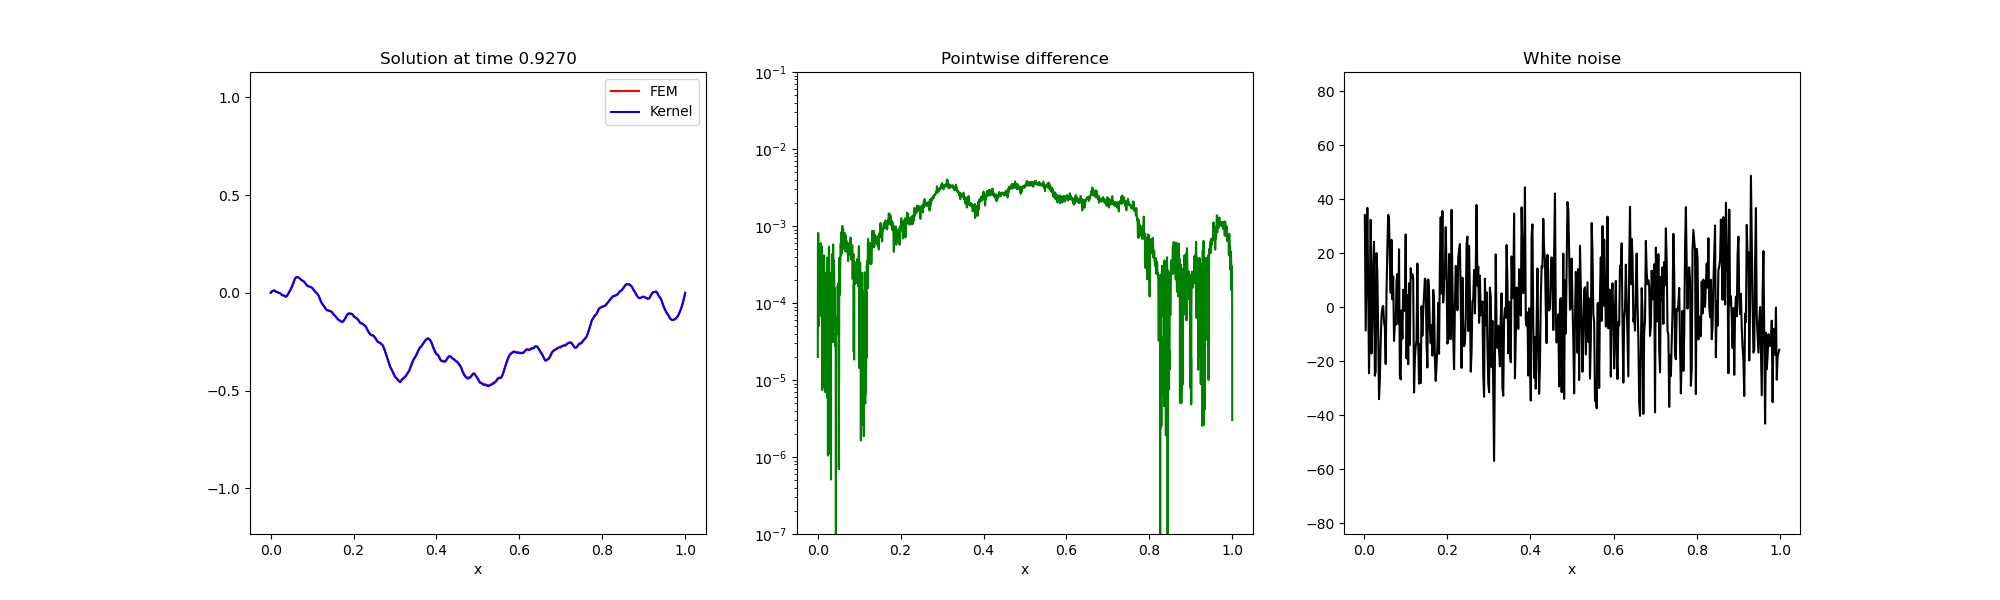 Solution at time 0.9270
1.0
0.5
0.0
−0.5
−1.0
FEM
Kernel
0.0 0.2 0.4 0.6 0.8 1.0
x
Pointwise difference
10⁻¹
10⁻²
10⁻³
10⁻⁴
10⁻⁵
10⁻⁶
10⁻⁷
0.0 0.2 0.4 0.6 0.8 1.0
x
White noise
80
60
40
20
0
−20
−40
−60
−80
0.0 0.2 0.4 0.6 0.8 1.0
x